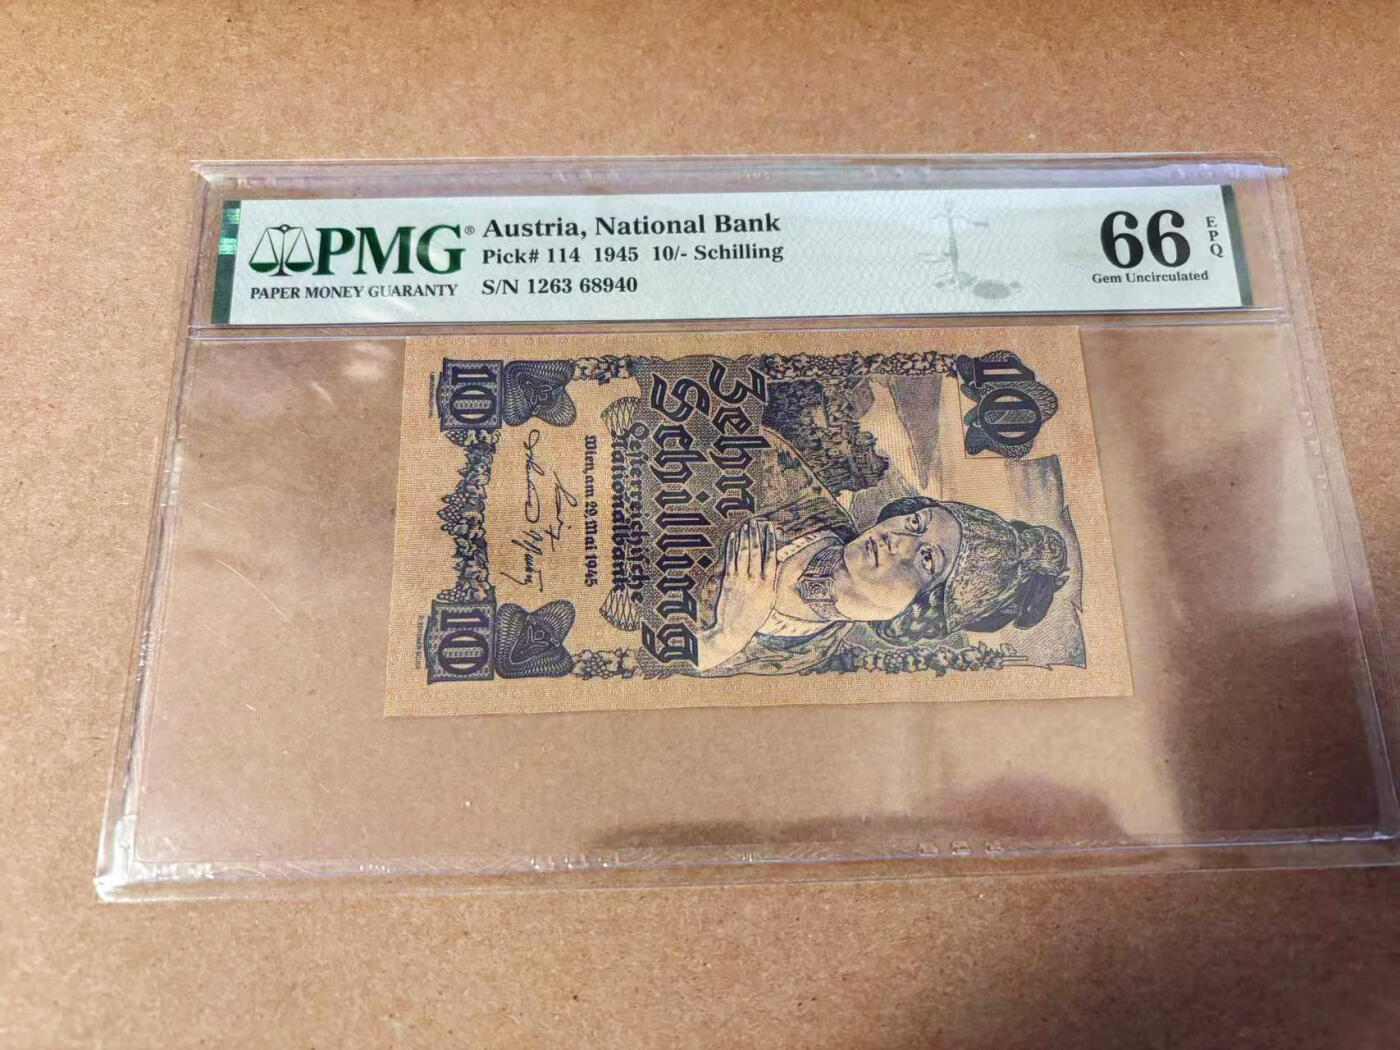 PMG®
PAPER MONEY GUARANTY
Austria, National Bank
Pick# 114 1945 10/- Schilling
S/N 1263 68940
66
EPQ
Gem Uncirculated
10
10
10
Zehn
Schilling
Oesterreichische
Nationalbank
Wien, am 29. Mai 1945